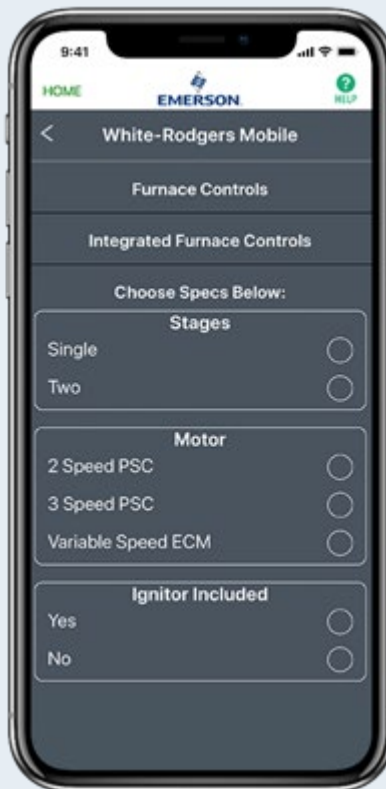 9:41
HOME
EMERSON
HELP
White-Rodgers Mobile
Furnace Controls
Integrated Furnace Controls
Choose Specs Below:
Stages
Single
Two
Motor
2 Speed PSC
3 Speed PSC
Variable Speed ECM
Ignitor Included
Yes
No